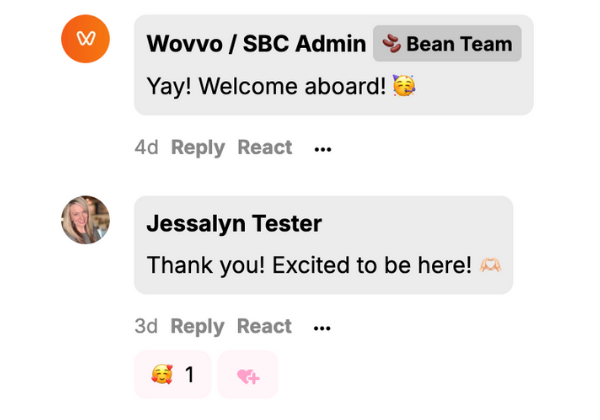 Wovvo / SBC Admin 🫘 Bean Team
Yay! Welcome aboard! 🥳
4d Reply React ...
Jessalyn Tester
Thank you! Excited to be here! 🫶🏻
3d Reply React ...
🥰 1